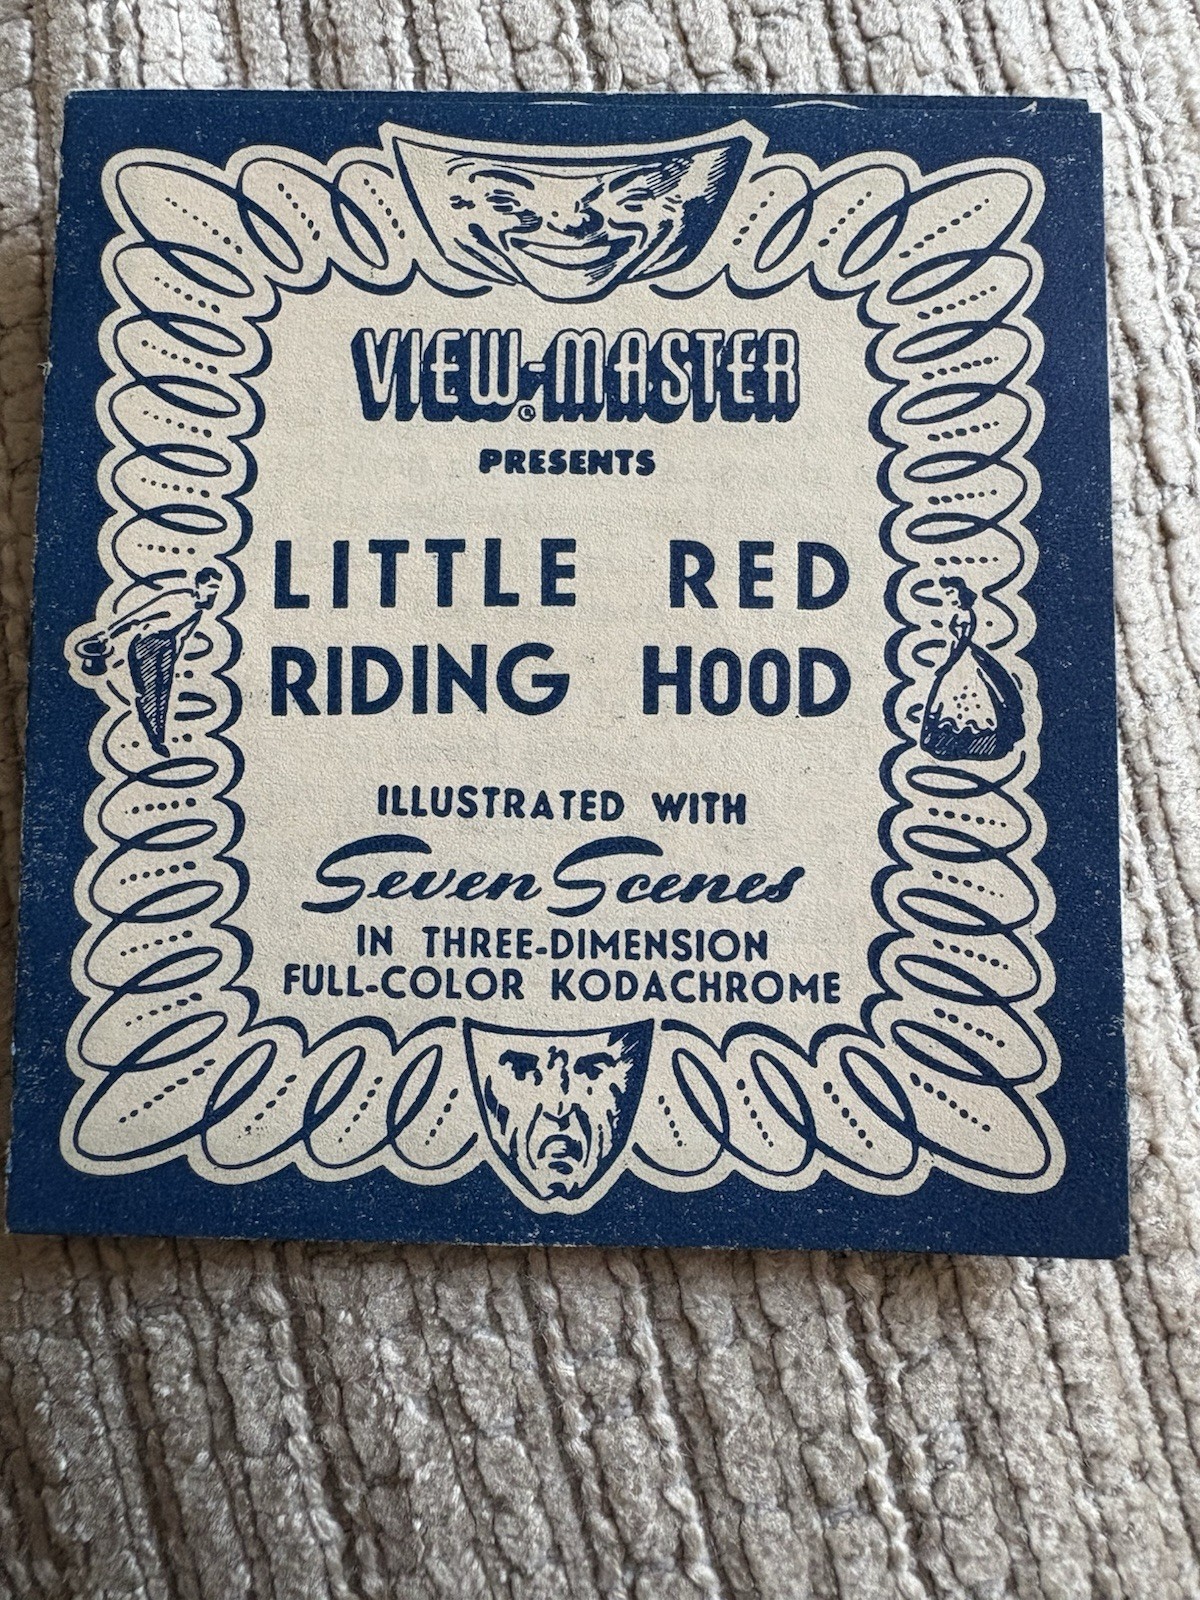 VIEW-MASTER
®
PRESENTS
LITTLE RED
RIDING HOOD
ILLUSTRATED WITH
Seven Scenes
IN THREE-DIMENSION
FULL-COLOR KODACHROME